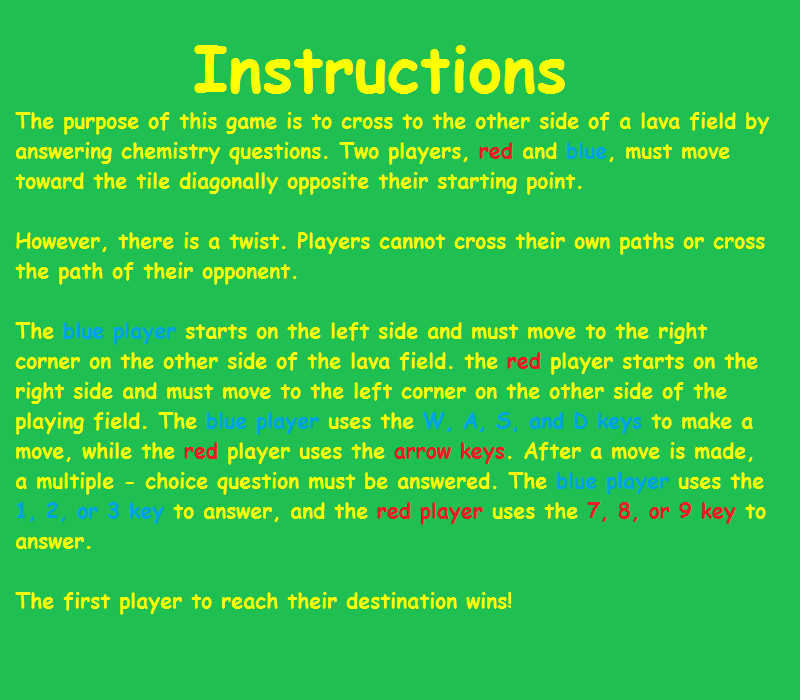 Instructions
The purpose of this game is to cross to the other side of a lava field by
answering chemistry questions. Two players, red and blue, must move
toward the tile diagonally opposite their starting point.
However, there is a twist. Players cannot cross their own paths or cross
the path of their opponent.
The blue player starts on the left side and must move to the right
corner on the other side of the lava field. the red player starts on the
right side and must move to the left corner on the other side of the
playing field. The blue player uses the W, A, S, and D keys to make a
move, while the red player uses the arrow keys. After a move is made,
a multiple - choice question must be answered. The blue player uses the
1, 2, or 3 key to answer, and the red player uses the 7, 8, or 9 key to
answer.
The first player to reach their destination wins!